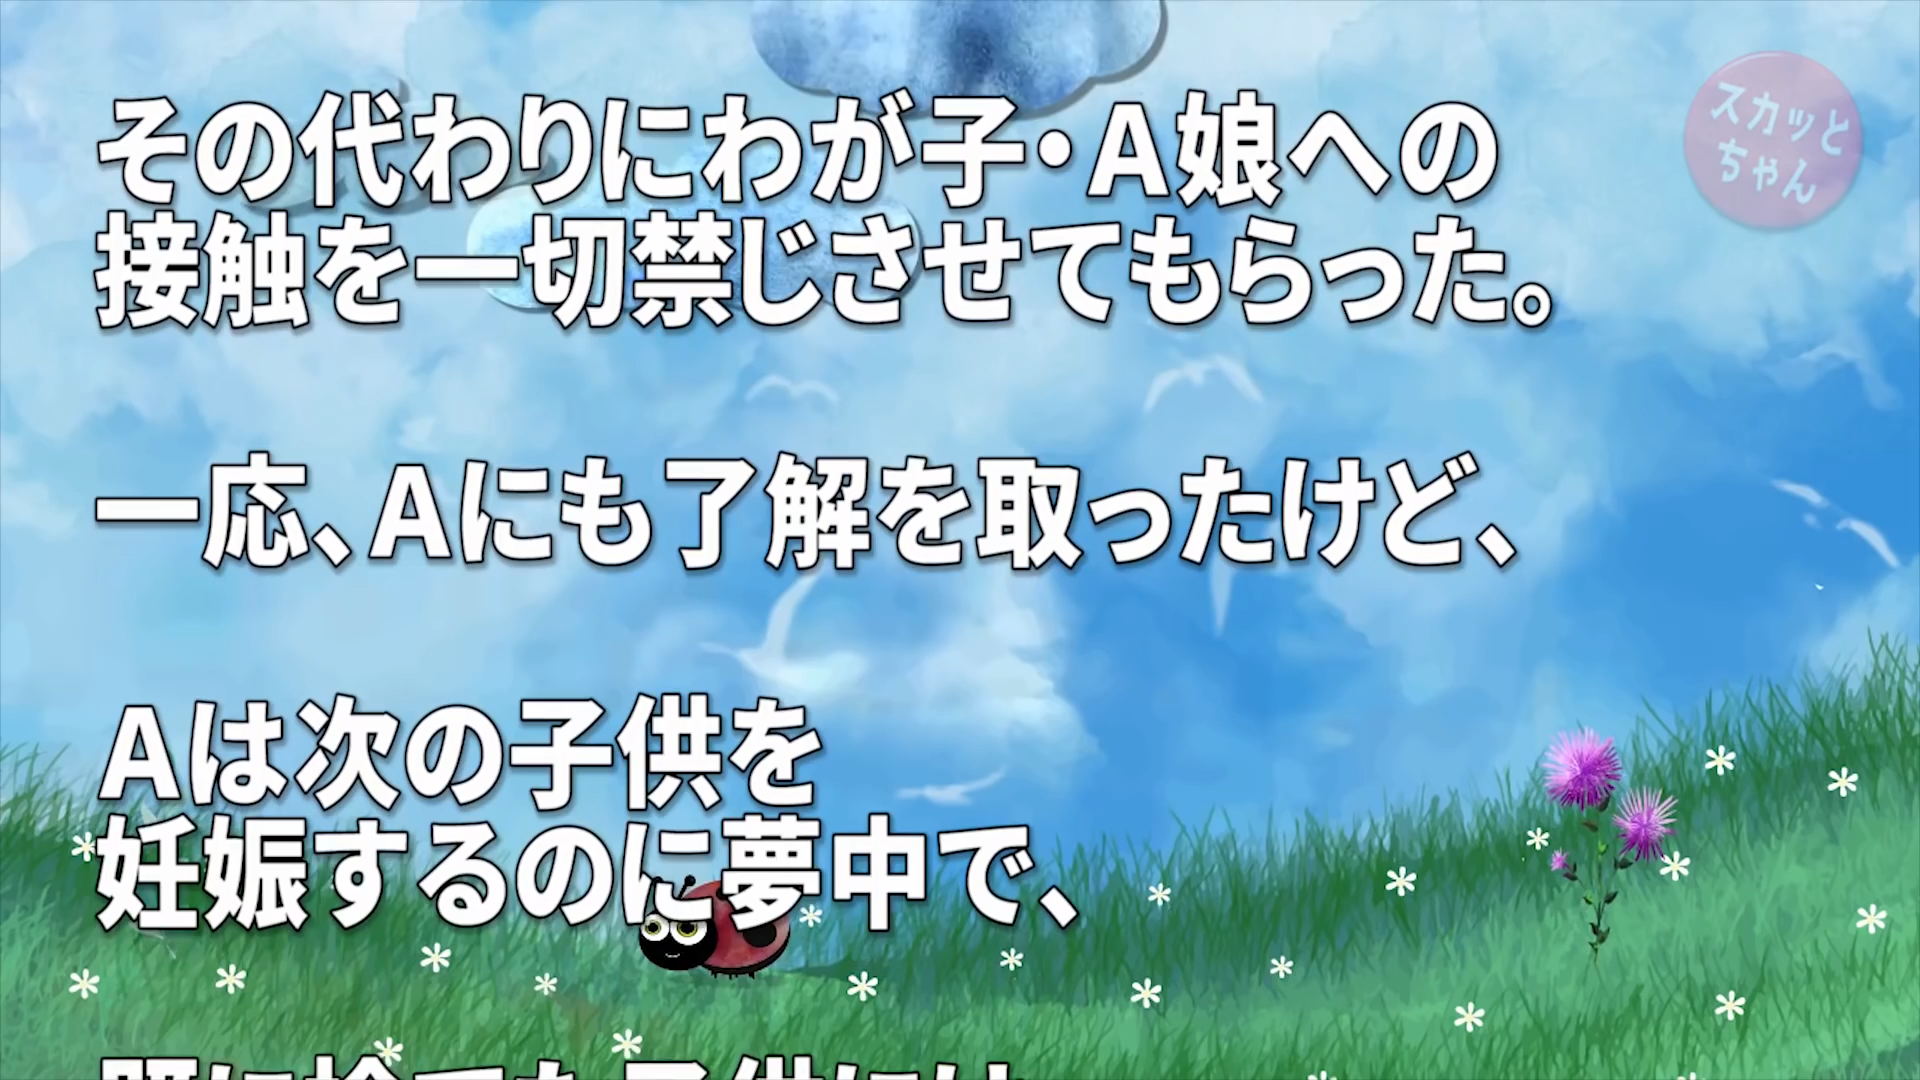 その代わりにわが子・A娘への
接触を一切禁じさせてもらった。
一応、Aにも了解を取ったけど、
Aは次の子供を
妊娠するのに夢中で、
スカッと
ちゃん